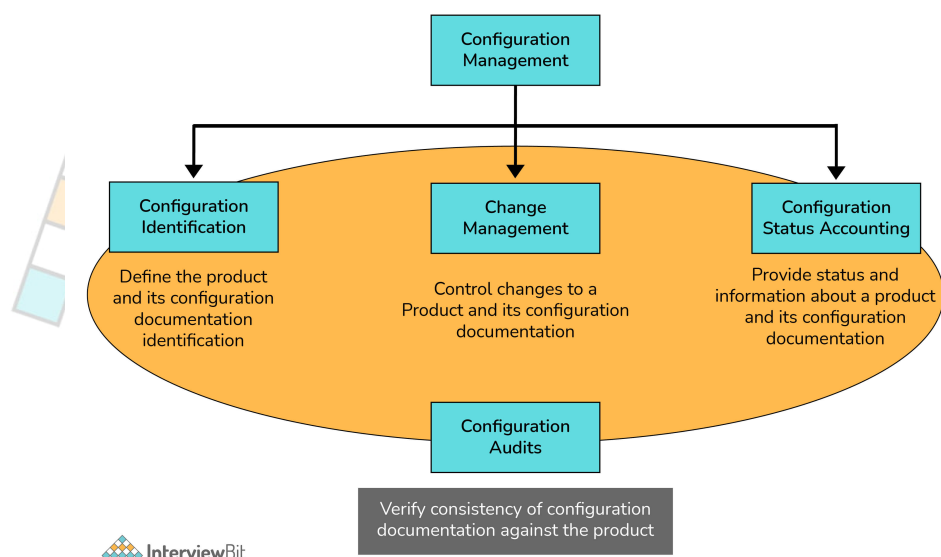 Configuration
Management
Configuration
Identification
Change
Management
Configuration
Status Accounting
Define the product
and its configuration
documentation
identification
Control changes to a
Product and its configuration
documentation
Provide status and
information about a product
and its configuration
documentation
Configuration
Audits
Verify consistency of configuration
documentation against the product
InterviewBit